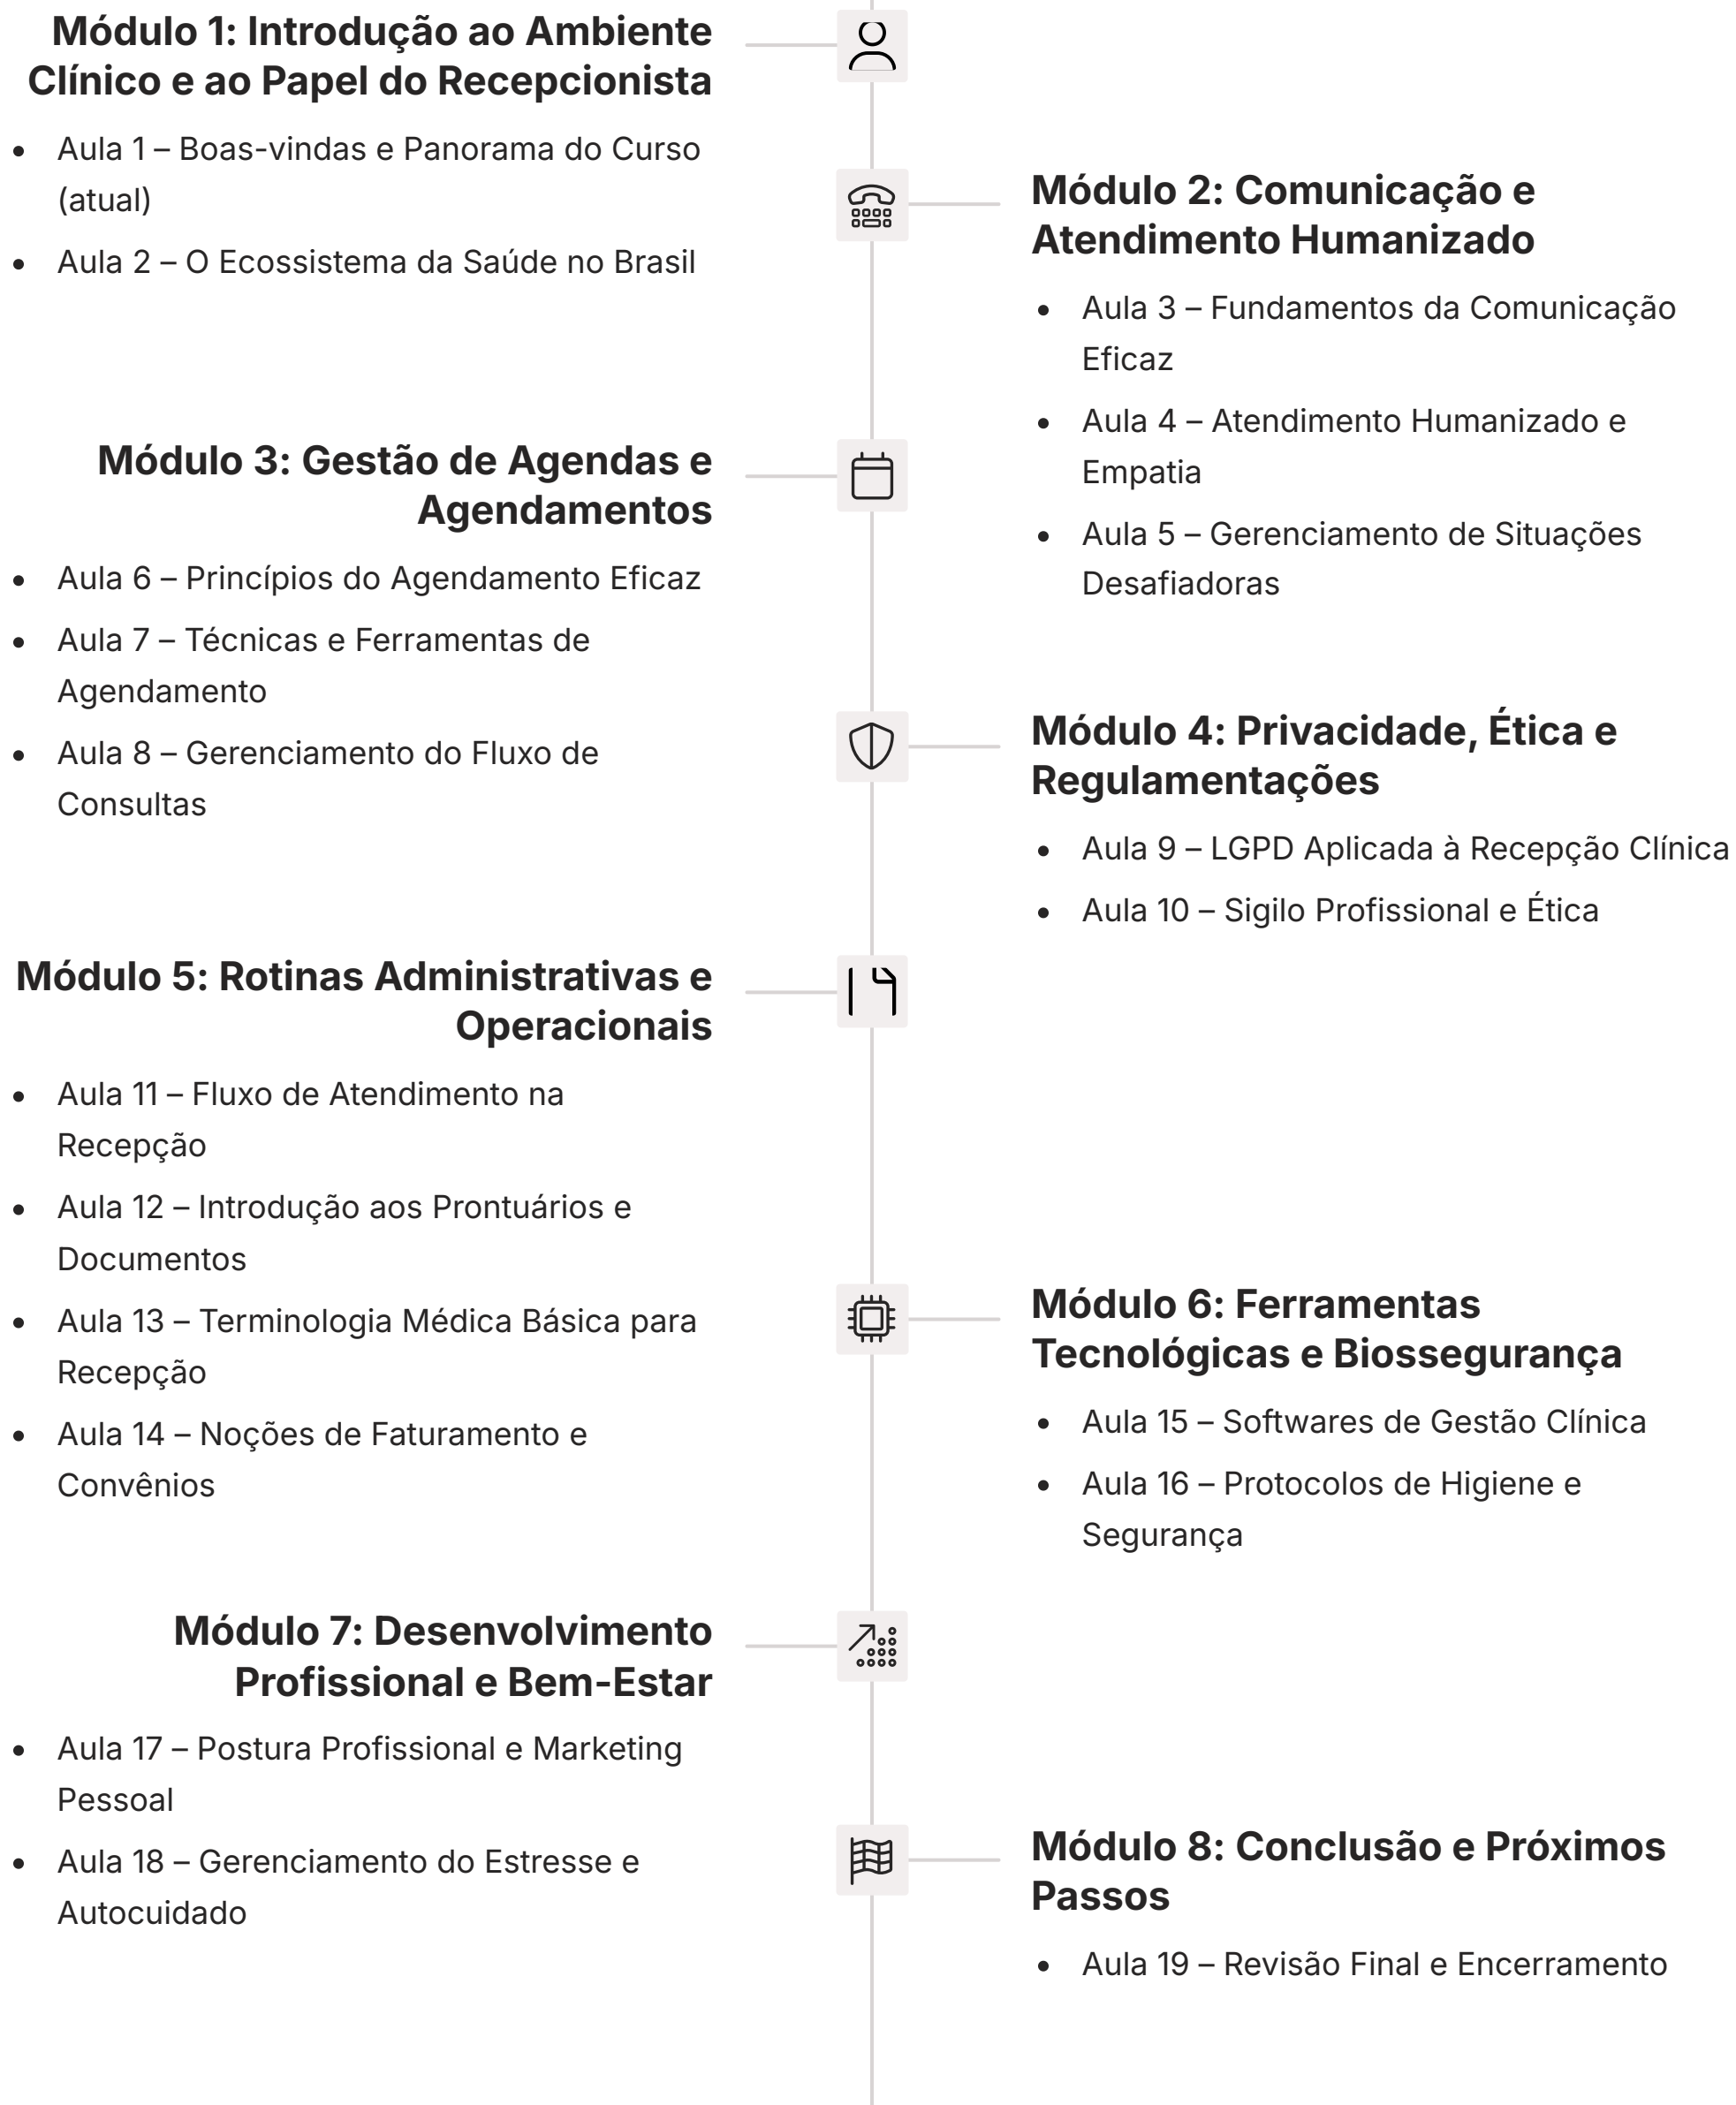 Módulo 1: Introdução ao Ambiente
Clínico e ao Papel do Recepcionista
• Aula 1 – Boas-vindas e Panorama do Curso
(atual)
• Aula 2 – O Ecossistema da Saúde no Brasil
Módulo 2: Comunicação e
Atendimento Humanizado
• Aula 3 – Fundamentos da Comunicação
Eficaz
• Aula 4 – Atendimento Humanizado e
Empatia
• Aula 5 – Gerenciamento de Situações
Desafiadoras
Módulo 3: Gestão de Agendas e
Agendamentos
• Aula 6 – Princípios do Agendamento Eficaz
• Aula 7 – Técnicas e Ferramentas de
Agendamento
• Aula 8 – Gerenciamento do Fluxo de
Consultas
Módulo 4: Privacidade, Ética e
Regulamentações
• Aula 9 – LGPD Aplicada à Recepção Clínica
• Aula 10 – Sigilo Profissional e Ética
Módulo 5: Rotinas Administrativas e
Operacionais
• Aula 11 – Fluxo de Atendimento na
Recepção
• Aula 12 – Introdução aos Prontuários e
Documentos
• Aula 13 – Terminologia Médica Básica para
Recepção
• Aula 14 – Noções de Faturamento e
Convênios
Módulo 6: Ferramentas
Tecnológicas e Biossegurança
• Aula 15 – Softwares de Gestão Clínica
• Aula 16 – Protocolos de Higiene e
Segurança
Módulo 7: Desenvolvimento
Profissional e Bem-Estar
• Aula 17 – Postura Profissional e Marketing
Pessoal
• Aula 18 – Gerenciamento do Estresse e
Autocuidado
Módulo 8: Conclusão e Próximos
Passos
• Aula 19 – Revisão Final e Encerramento